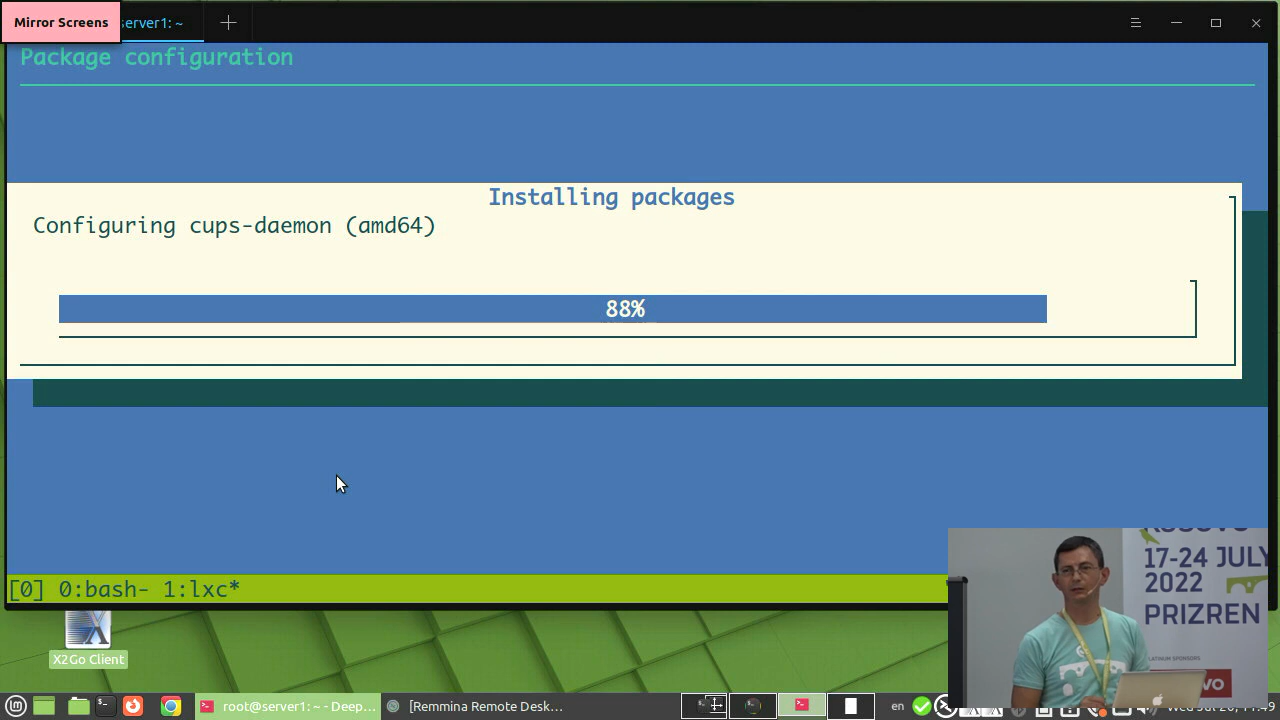 Mirror Screens
server1: ~
Package configuration
Installing packages
Configuring cups-daemon (amd64)
88%
[0] 0:bash- 1:lxc*
KOSOVO
17-24 JULY
2022
PRIZREN
X2Go Client
root@server1: ~ - Deep...
[Remmina Remote Desk...
en